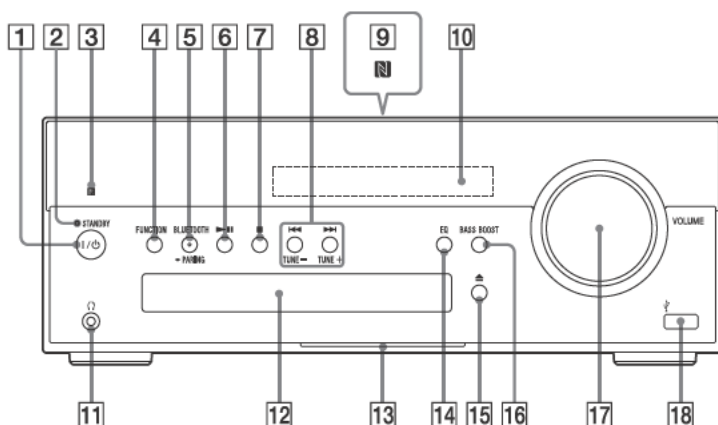 1 2 3 4 5 6 7 8 9 10
STANDBY
I/⏻
FUNCTION
BLUETOOTH
PAIRING
TUNE−
TUNE +
EQ
BASS BOOST
VOLUME
11 12 13 14 15 16 17 18